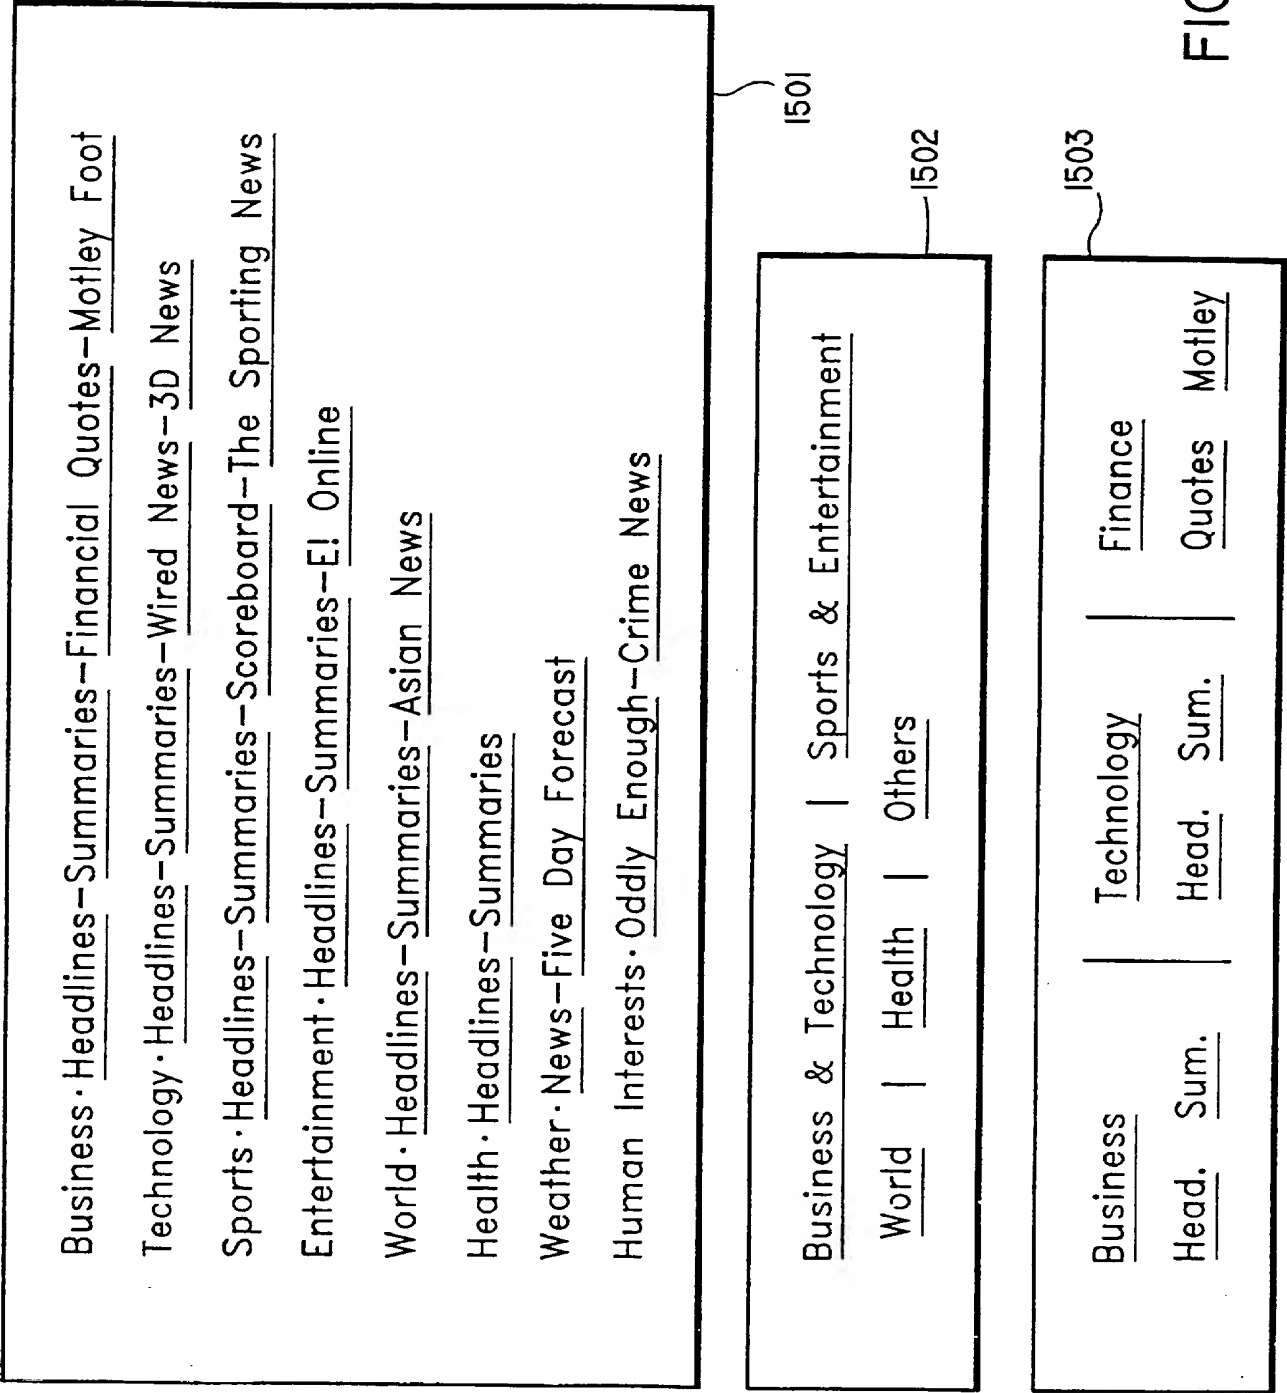 Business·Headlines–Summaries–Financial Quotes–Motley Foot
Technology·Headlines–Summaries–Wired News–3D News
Sports·Headlines–Summaries–Scoreboard–The Sporting News
Entertainment·Headlines–Summaries–E! Online
World·Headlines–Summaries–Asian News
Health·Headlines–Summaries
Weather·News–Five Day Forecast
Human Interests·Oddly Enough–Crime News
1501
Business & Technology | Sports & Entertainment
World | Health | Others
1502
Business | Technology | Finance
Head. Sum. Head. Sum. Quotes Motley
1503